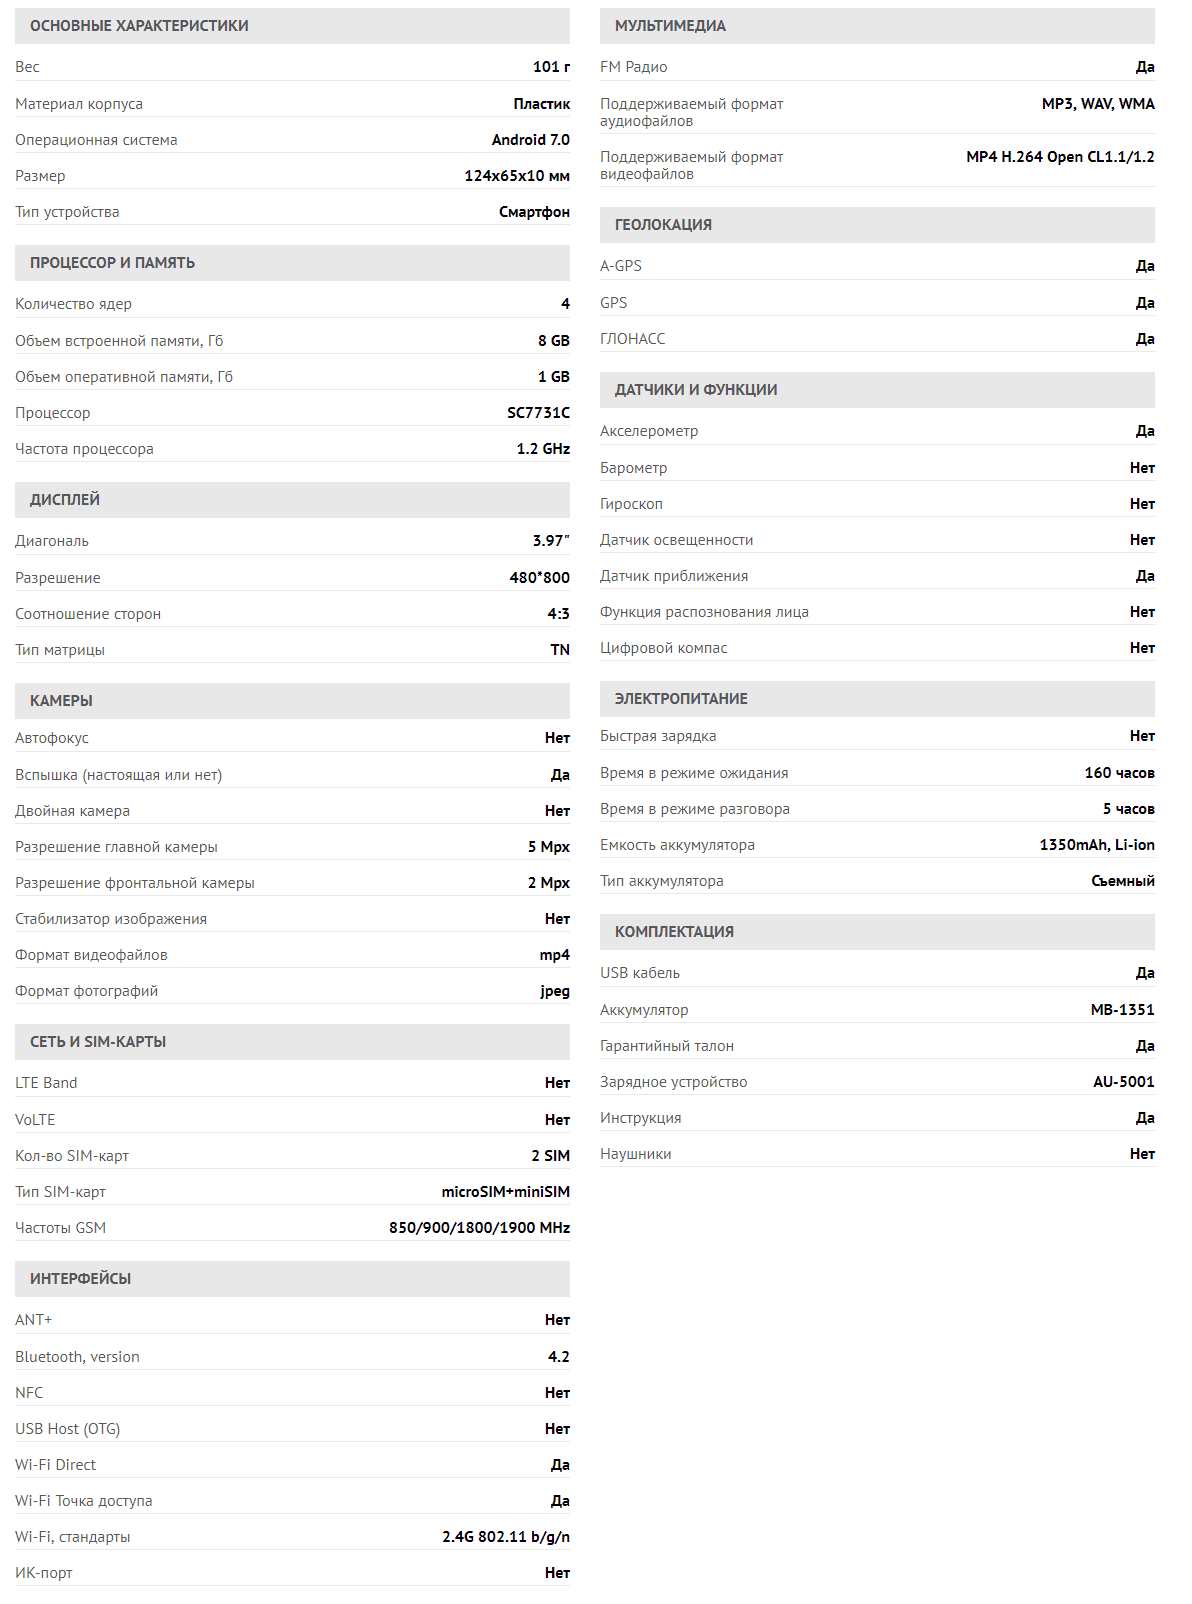 ОСНОВНЫЕ ХАРАКТЕРИСТИКИ
Вес 101 г
Материал корпуса Пластик
Операционная система Android 7.0
Размер 124x65x10 мм
Тип устройства Смартфон
ПРОЦЕССОР И ПАМЯТЬ
Количество ядер 4
Объем встроенной памяти, Гб 8 GB
Объем оперативной памяти, Гб 1 GB
Процессор SC7731C
Частота процессора 1.2 GHz
ДИСПЛЕЙ
Диагональ 3.97"
Разрешение 480*800
Соотношение сторон 4:3
Тип матрицы TN
КАМЕРЫ
Автофокус Нет
Вспышка (настоящая или нет) Да
Двойная камера Нет
Разрешение главной камеры 5 Mpx
Разрешение фронтальной камеры 2 Mpx
Стабилизатор изображения Нет
Формат видеофайлов mp4
Формат фотографий jpeg
СЕТЬ И SIM-КАРТЫ
LTE Band Нет
VoLTE Нет
Кол-во SIM-карт 2 SIM
Тип SIM-карт microSIM+miniSIM
Частоты GSM 850/900/1800/1900 MHz
ИНТЕРФЕЙСЫ
ANT+ Нет
Bluetooth, version 4.2
NFC Нет
USB Host (OTG) Нет
Wi-Fi Direct Да
Wi-Fi Точка доступа Да
Wi-Fi, стандарты 2.4G 802.11 b/g/n
ИК-порт Нет
МУЛЬТИМЕДИА
FM Радио Да
Поддерживаемый формат MP3, WAV, WMA
аудиофайлов
Поддерживаемый формат MP4 H.264 Open CL1.1/1.2
видеофайлов
ГЕОЛОКАЦИЯ
A-GPS Да
GPS Да
ГЛОНАСС Да
ДАТЧИКИ И ФУНКЦИИ
Акселерометр Да
Барометр Нет
Гироскоп Нет
Датчик освещенности Нет
Датчик приближения Да
Функция распознования лица Нет
Цифровой компас Нет
ЭЛЕКТРОПИТАНИЕ
Быстрая зарядка Нет
Время в режиме ожидания 160 часов
Время в режиме разговора 5 часов
Емкость аккумулятора 1350mAh, Li-ion
Тип аккумулятора Съемный
КОМПЛЕКТАЦИЯ
USB кабель Да
Аккумулятор MB-1351
Гарантийный талон Да
Зарядное устройство AU-5001
Инструкция Да
Наушники Нет